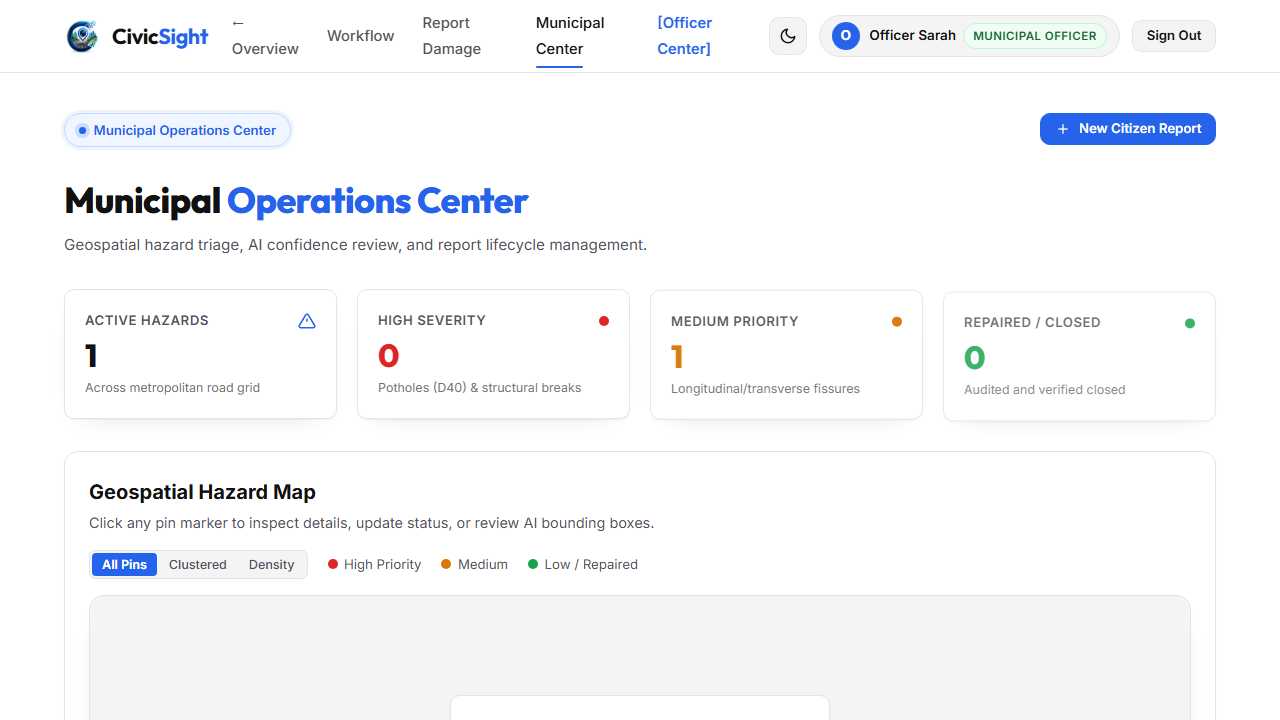 CivicSight
← Overview
Workflow
Report Damage
Municipal Center
[Officer Center]
O
Officer Sarah
MUNICIPAL OFFICER
Sign Out
Municipal Operations Center
+ New Citizen Report
Municipal Operations Center
Geospatial hazard triage, AI confidence review, and report lifecycle management.
ACTIVE HAZARDS
1
Across metropolitan road grid
HIGH SEVERITY
0
Potholes (D40) & structural breaks
MEDIUM PRIORITY
1
Longitudinal/transverse fissures
REPAIRED / CLOSED
0
Audited and verified closed
Geospatial Hazard Map
Click any pin marker to inspect details, update status, or review AI bounding boxes.
All Pins
Clustered
Density
High Priority
Medium
Low / Repaired